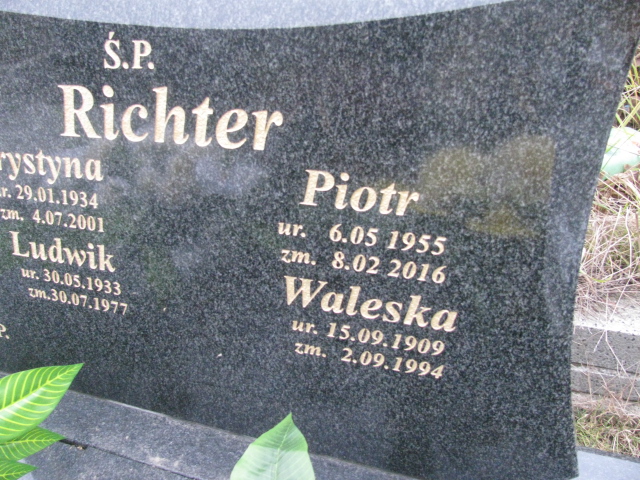 Ś.P.
Richter
rystyna
ur. 29.01.1934
zm. 4.07.2001
Ludwik
ur. 30.05.1933
zm.30.07.1977
Piotr
ur. 6.05 1955
zm. 8.02 2016
Waleska
ur. 15.09.1909
zm. 2.09.1994
P.